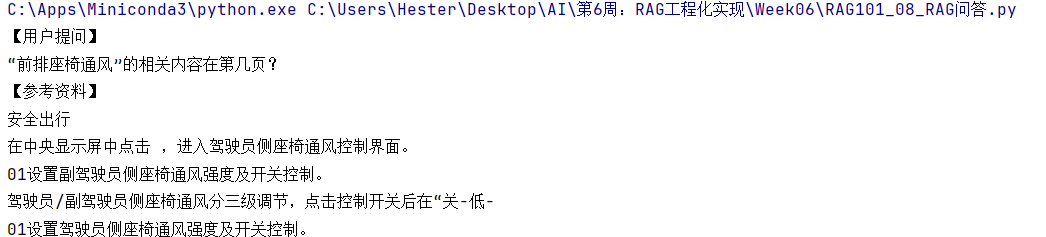 C:\Apps\Miniconda3\python.exe C:\Users\Hester\Desktop\AI\第6周：RAG工程化实现\Week06\RAG101_08_RAG问答.py
【用户提问】
“前排座椅通风”的相关内容在第几页？
【参考资料】
安全出行
在中央显示屏中点击 ，进入驾驶员侧座椅通风控制界面。
01设置副驾驶员侧座椅通风强度及开关控制。
驾驶员/副驾驶员侧座椅通风分三级调节，点击控制开关后在“关-低-
01设置驾驶员侧座椅通风强度及开关控制。